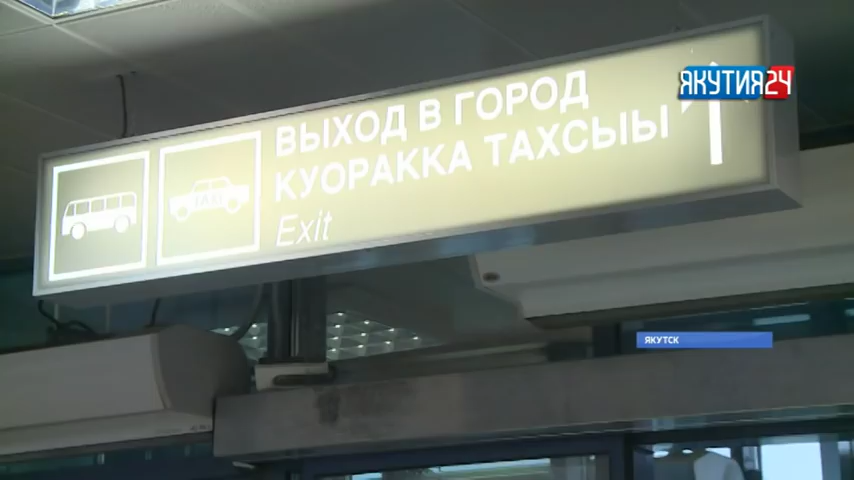 ЯКУТИЯ24
ВЫХОД В ГОРОД
КУОРАККА ТАХСЫЫ
Exit
TAXI
ЯКУТСК